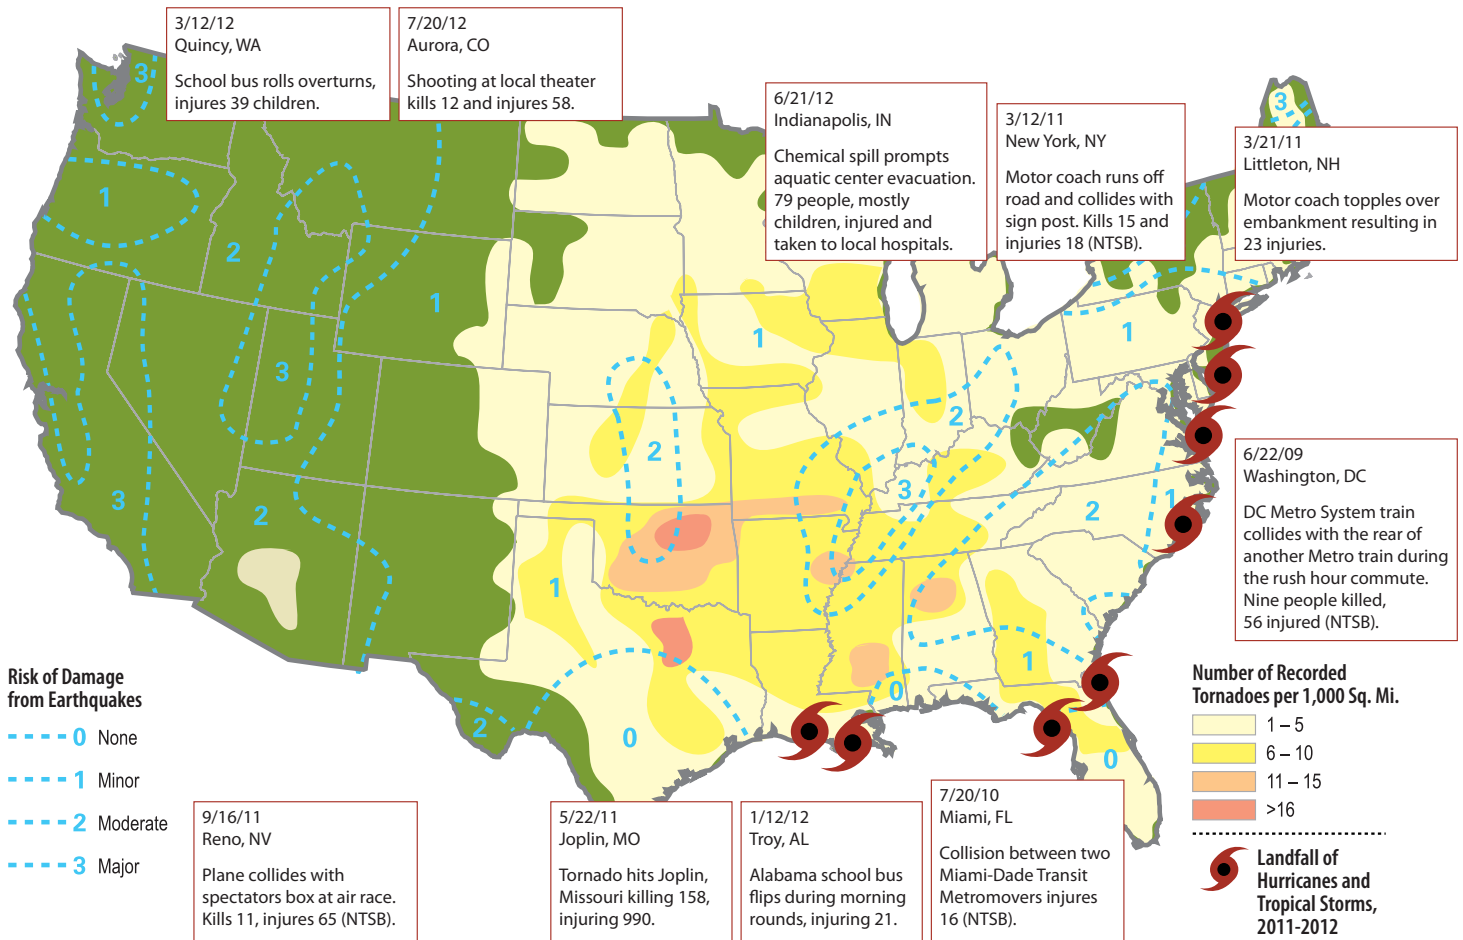 3/12/12
Quincy, WA
School bus rolls overturns,
injures 39 children.
7/20/12
Aurora, CO
Shooting at local theater
kills 12 and injures 58.
6/21/12
Indianapolis, IN
Chemical spill prompts
aquatic center evacuation.
79 people, mostly
children, injured and
taken to local hospitals.
3/12/11
New York, NY
Motor coach runs off
road and collides with
sign post. Kills 15 and
injuries 18 (NTSB).
3/21/11
Littleton, NH
Motor coach topples over
embankment resulting in
23 injuries.
3
3
1
2
1
3
1
1
2
2
3
3
2
2
1
1
1
0
2
0
0
6/22/09
Washington, DC
DC Metro System train
collides with the rear of
another Metro train during
the rush hour commute.
Nine people killed,
56 injured (NTSB).
Risk of Damage
from Earthquakes
0 None
1 Minor
2 Moderate
3 Major
Number of Recorded
Tornadoes per 1,000 Sq. Mi.
1 – 5
6 – 10
11 – 15
>16
Landfall of
Hurricanes and
Tropical Storms,
2011-2012
9/16/11
Reno, NV
Plane collides with
spectators box at air race.
Kills 11, injures 65 (NTSB).
5/22/11
Joplin, MO
Tornado hits Joplin,
Missouri killing 158,
injuring 990.
1/12/12
Troy, AL
Alabama school bus
flips during morning
rounds, injuring 21.
7/20/10
Miami, FL
Collision between two
Miami-Dade Transit
Metromovers injures
16 (NTSB).